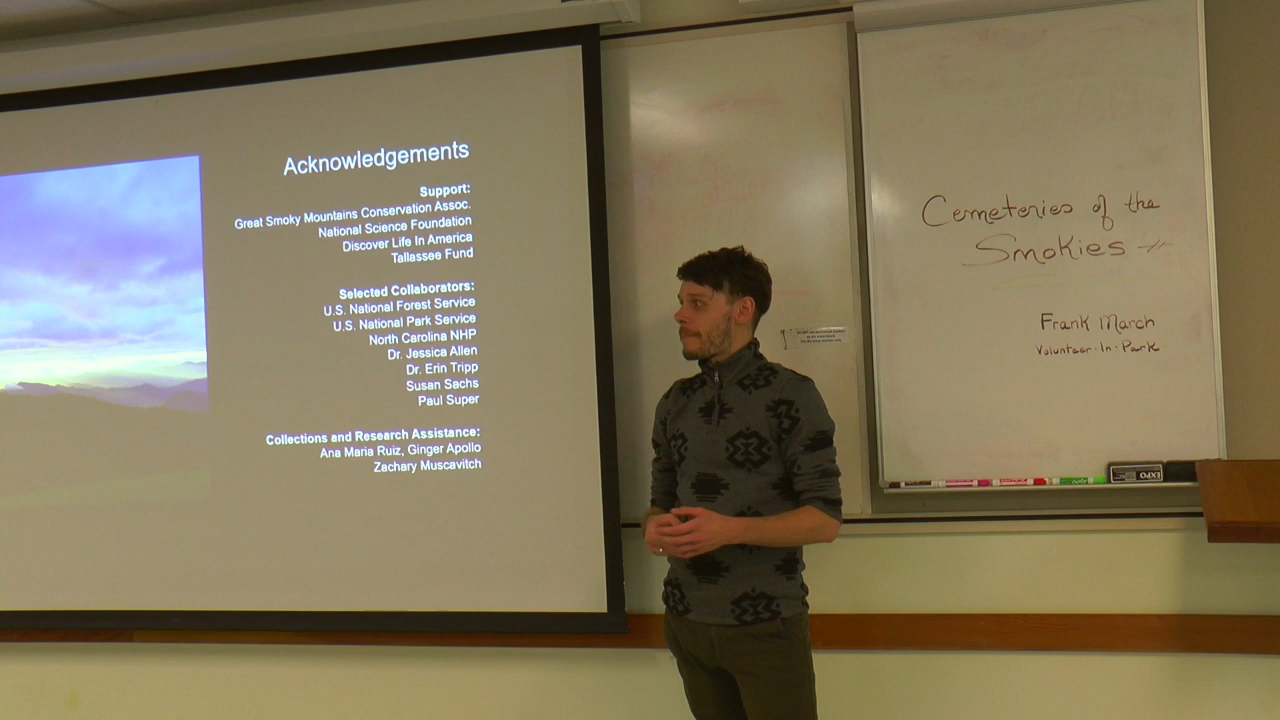 Acknowledgements
Support:
Great Smoky Mountains Conservation Assoc.
National Science Foundation
Discover Life In America
Tallassee Fund
Selected Collaborators:
U.S. National Forest Service
U.S. National Park Service
North Carolina NHP
Dr. Jessica Allen
Dr. Erin Tripp
Susan Sachs
Paul Super
Collections and Research Assistance:
Ana Maria Ruiz, Ginger Apollo
Zachary Muscavitch
Cemeteries of the
Smokies
Frank March
Volunteer-In-Park
EXPO